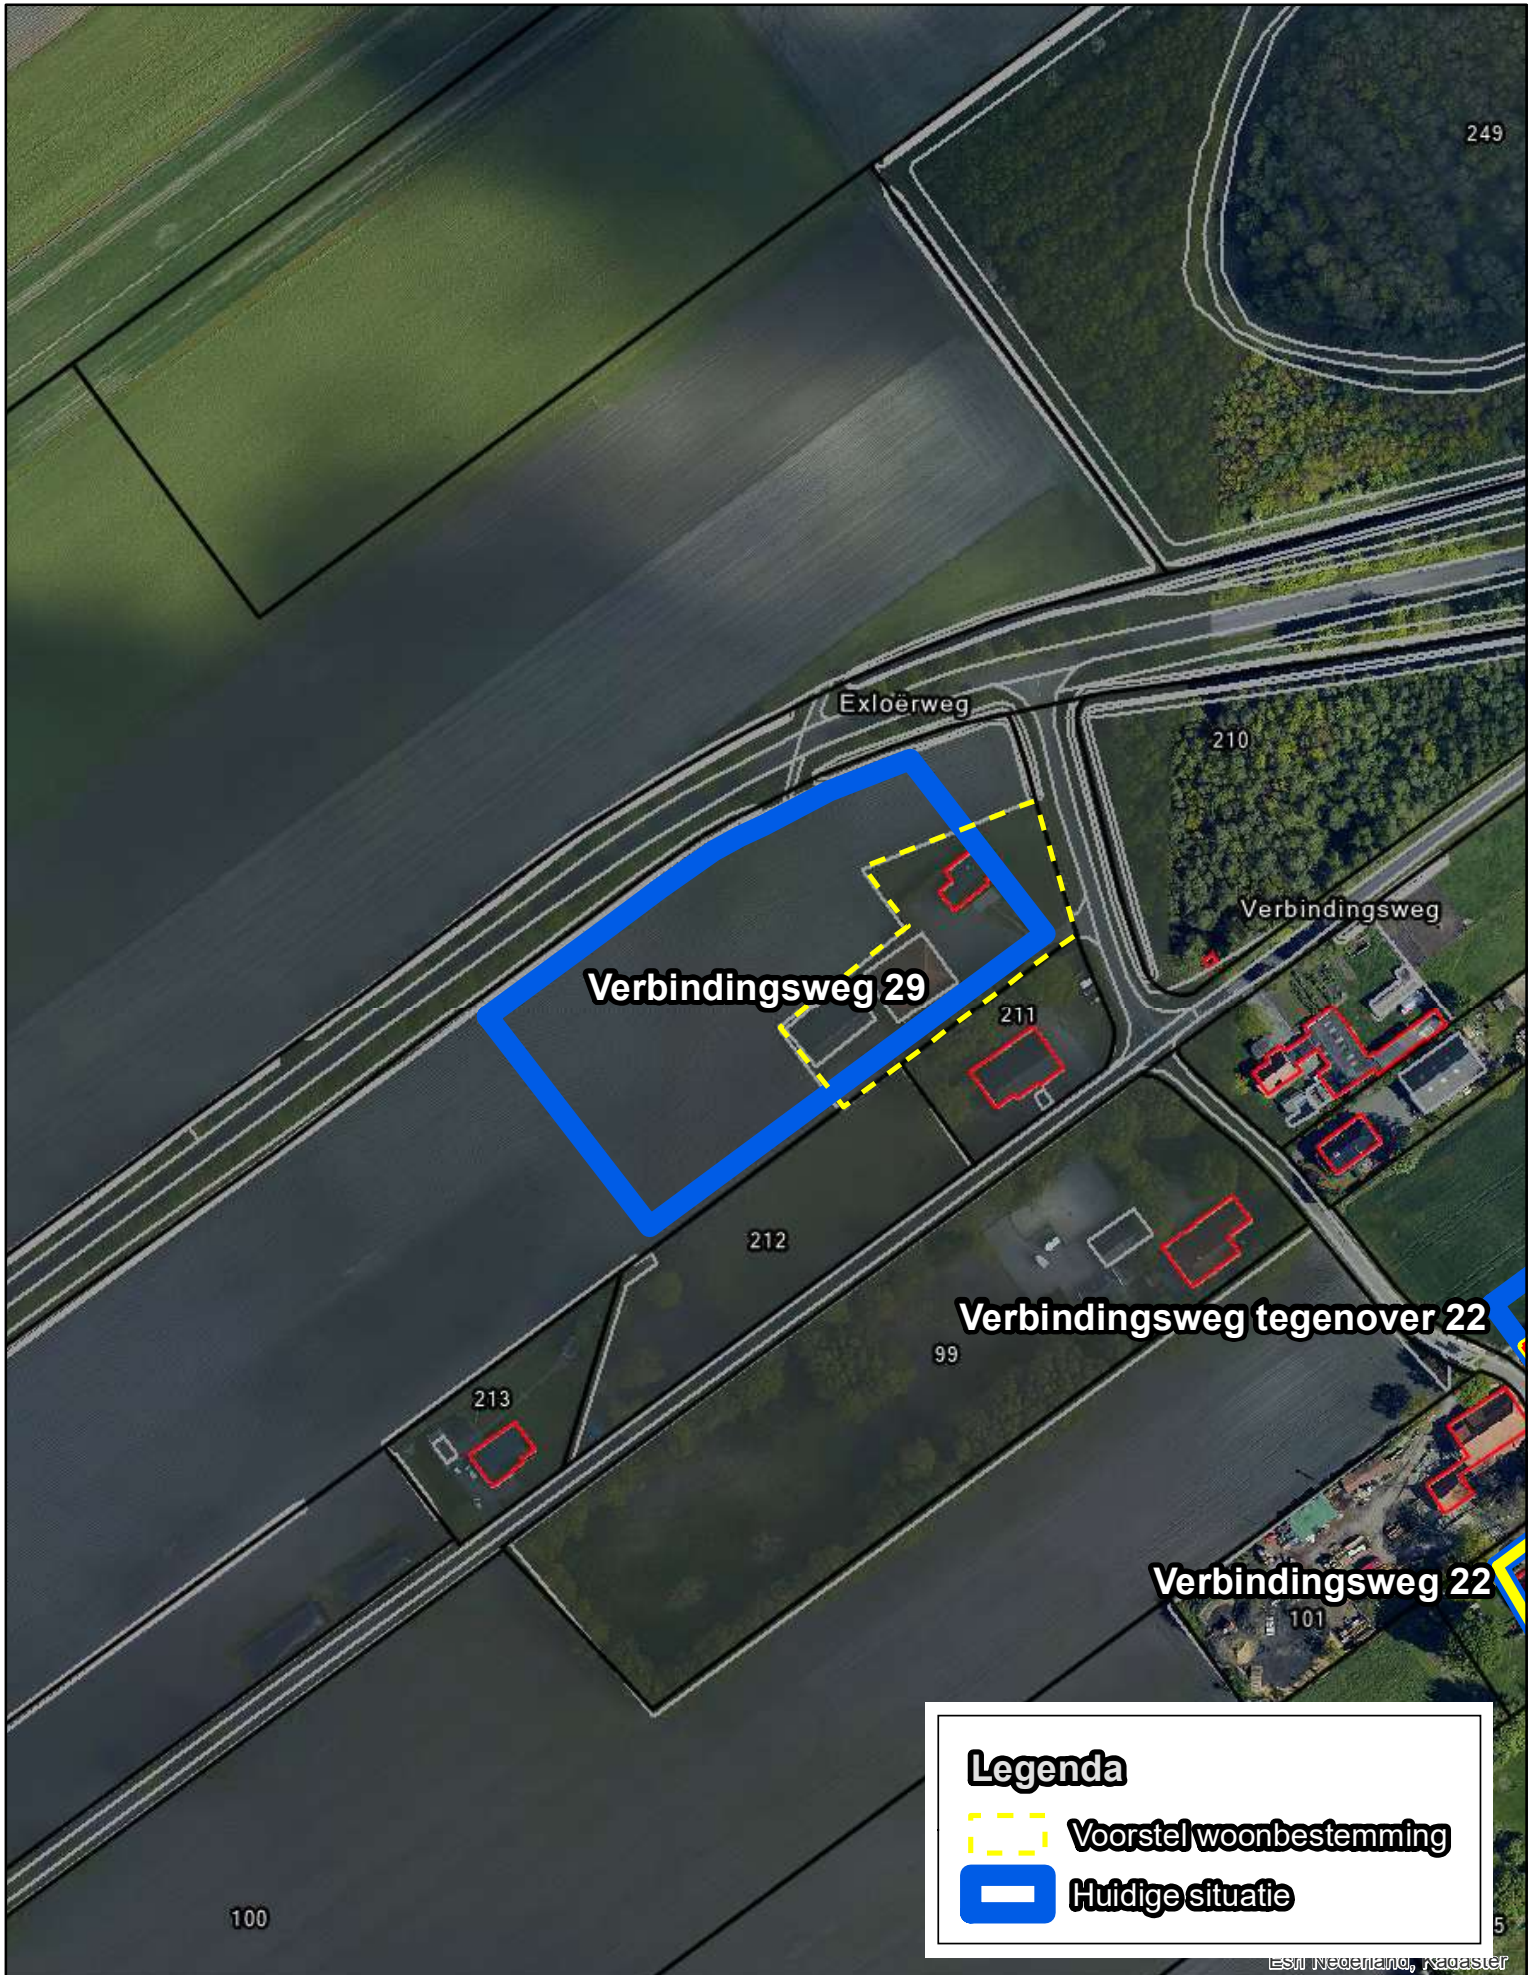 249
Exloërweg
210
Verbindingsweg
Verbindingsweg 29
211
212
Verbindingsweg tegenover 22
99
213
Verbindingsweg 22
101
Legenda
Voorstel woonbestemming
Huidige situatie
100
5
Esri Nederland, Kadaster